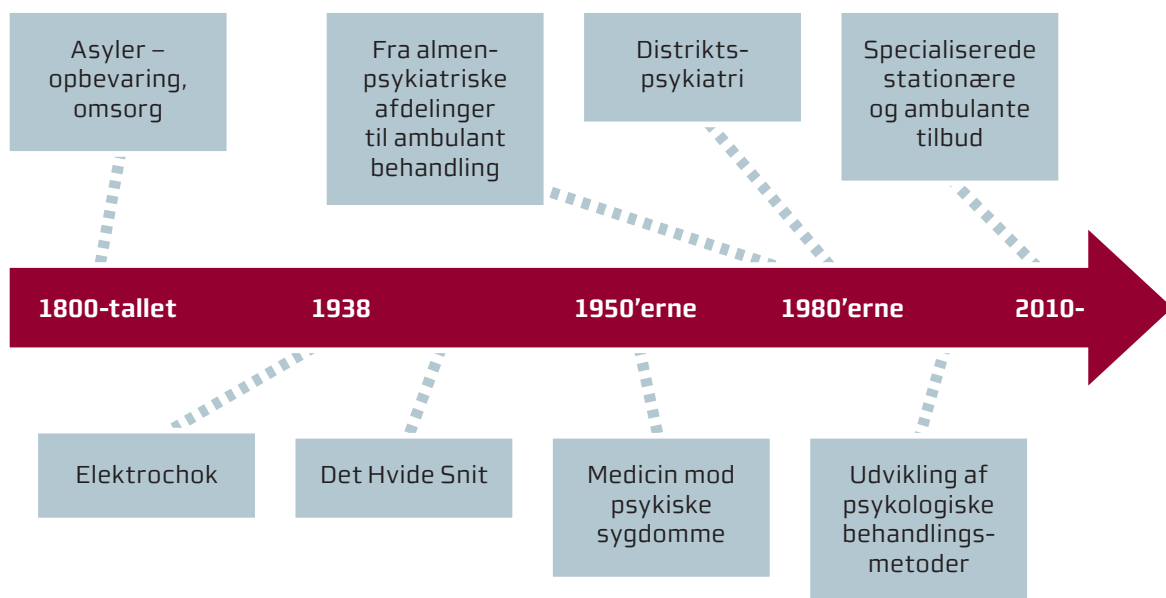 Asyler –
opbevaring,
omsorg
Fra almen-
psykiatriske
afdelinger
til ambulant
behandling
Distrikts-
psykiatri
Specialiserede
stationære
og ambulante
tilbud
1800-tallet
1938
1950'erne
1980'erne
2010-
Elektrochok
Det Hvide Snit
Medicin mod
psykiske
sygdomme
Udvikling af
psykologiske
behandlings-
metoder